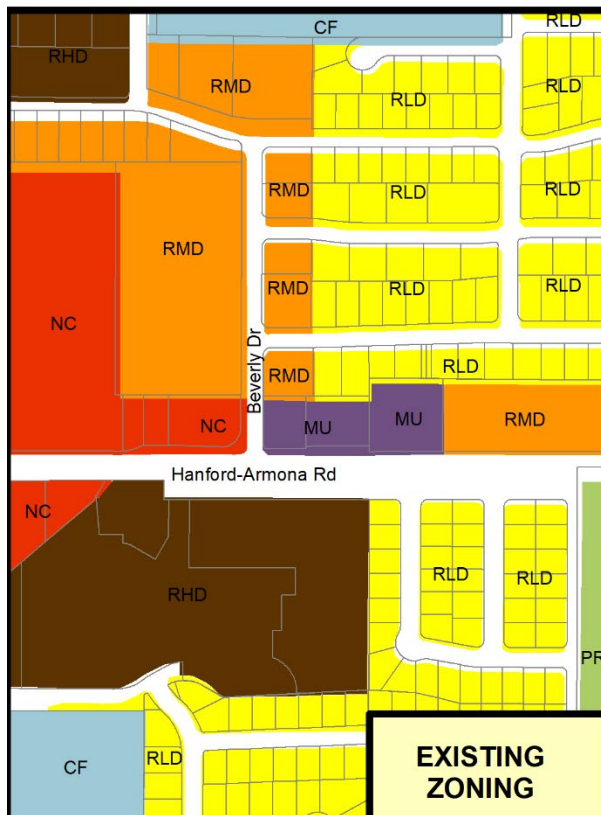 CF
RLD
RHD
RMD
RLD
RLD
RMD
RLD
RLD
RMD
NC
RMD
RLD
RLD
Beverly Dr
RMD
RLD
NC
MU
MU
RMD
Hanford-Armona Rd
NC
RHD
RLD
RLD
PR
CF
RLD
EXISTING
ZONING